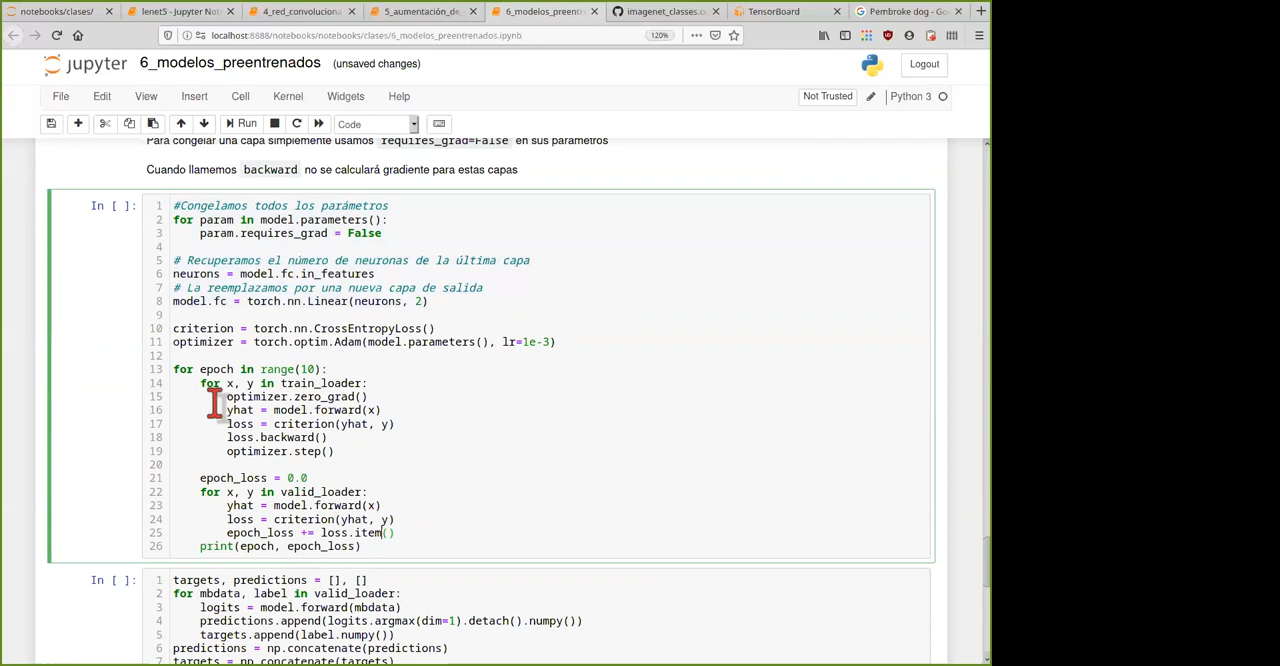 notebooks/clases/
lenet5 - Jupyter Not
4_red_convoluciona
5_aumentación_de_
6_modelos_preentr
imagenet_classes.tx
TensorBoard
Pembroke dog - Go
localhost:8888/notebooks/notebooks/clases/6_modelos_preentrenados.ipynb
120%
jupyter 6_modelos_preentrenados (unsaved changes)
Logout
File Edit View Insert Cell Kernel Widgets Help
Not Trusted
Python 3
Run
Code
Para congelar una capa simplemente usamos requires_grad=False en sus parámetros
Cuando llamemos backward no se calculará gradiente para estas capas
In [ ]:
1 #Congelamos todos los parámetros
2 for param in model.parameters():
3 param.requires_grad = False
4
5 # Recuperamos el número de neuronas de la última capa
6 neurons = model.fc.in_features
7 # La reemplazamos por una nueva capa de salida
8 model.fc = torch.nn.Linear(neurons, 2)
9
10 criterion = torch.nn.CrossEntropyLoss()
11 optimizer = torch.optim.Adam(model.parameters(), lr=1e-3)
12
13 for epoch in range(10):
14 for x, y in train_loader:
15 optimizer.zero_grad()
16 yhat = model.forward(x)
17 loss = criterion(yhat, y)
18 loss.backward()
19 optimizer.step()
20
21 epoch_loss = 0.0
22 for x, y in valid_loader:
23 yhat = model.forward(x)
24 loss = criterion(yhat, y)
25 epoch_loss += loss.item()
26 print(epoch, epoch_loss)
In [ ]:
1 targets, predictions = [], []
2 for mbdata, label in valid_loader:
3 logits = model.forward(mbdata)
4 predictions.append(logits.argmax(dim=1).detach().numpy())
5 targets.append(label.numpy())
6 predictions = np.concatenate(predictions)
7 targets = np.concatenate(targets)